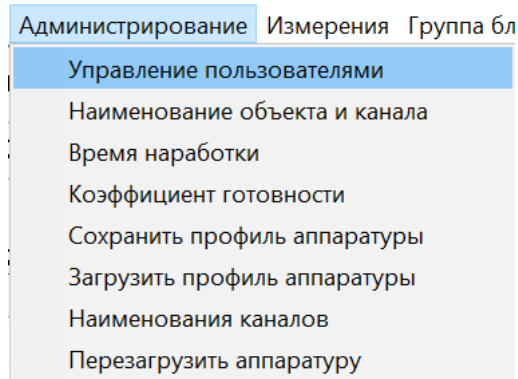 Администрирование Измерения Группа бл
Управление пользователями
Наименование объекта и канала
Время наработки
Коэффициент готовности
Сохранить профиль аппаратуры
Загрузить профиль аппаратуры
Наименования каналов
Перезагрузить аппаратуру